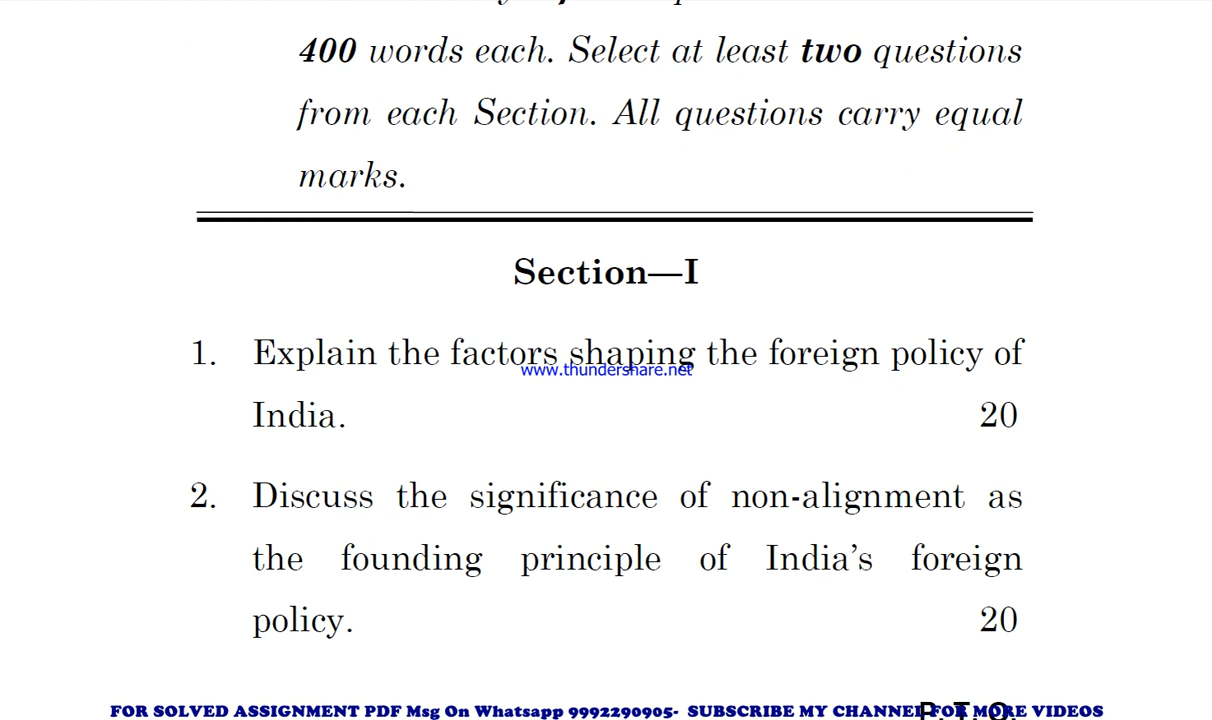 400 words each. Select at least two questions
from each Section. All questions carry equal
marks.
Section—I
1. Explain the factors shaping the foreign policy of
www.thundershare.net
India. 20
2. Discuss the significance of non-alignment as
the founding principle of India's foreign
policy. 20
P. T. O.
FOR SOLVED ASSIGNMENT PDF Msg On Whatsapp 9992290905- SUBSCRIBE MY CHANNEL FOR MORE VIDEOS